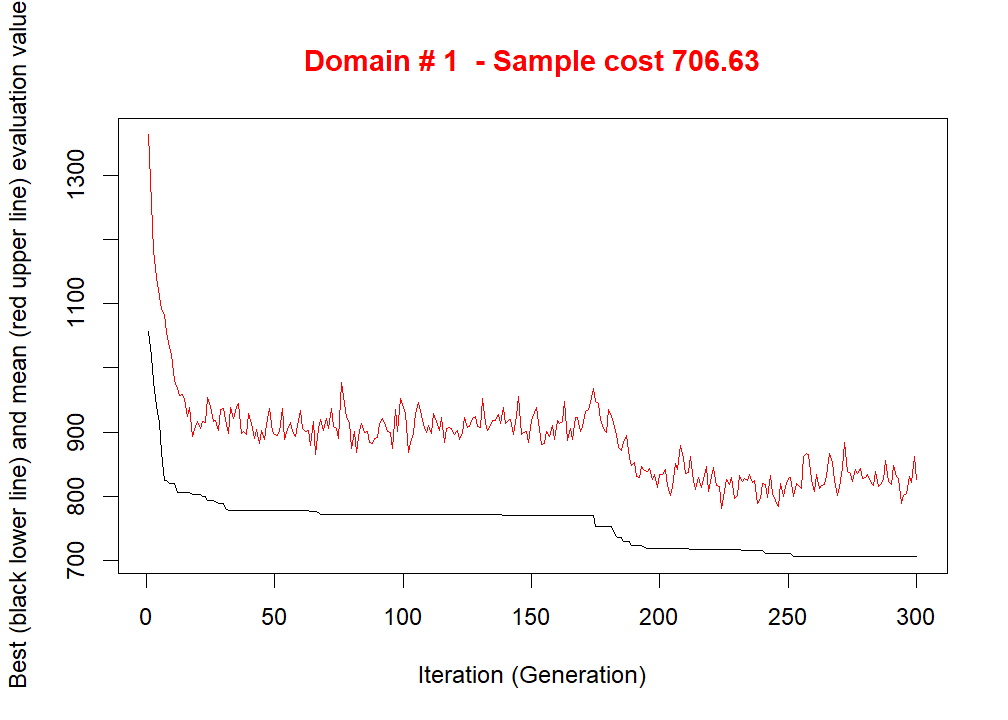 Domain # 1  - Sample cost 706.63
Best (black lower line) and mean (red upper line) evaluation value
1300
1100
900
800
700
0 50 100 150 200 250 300
Iteration (Generation)